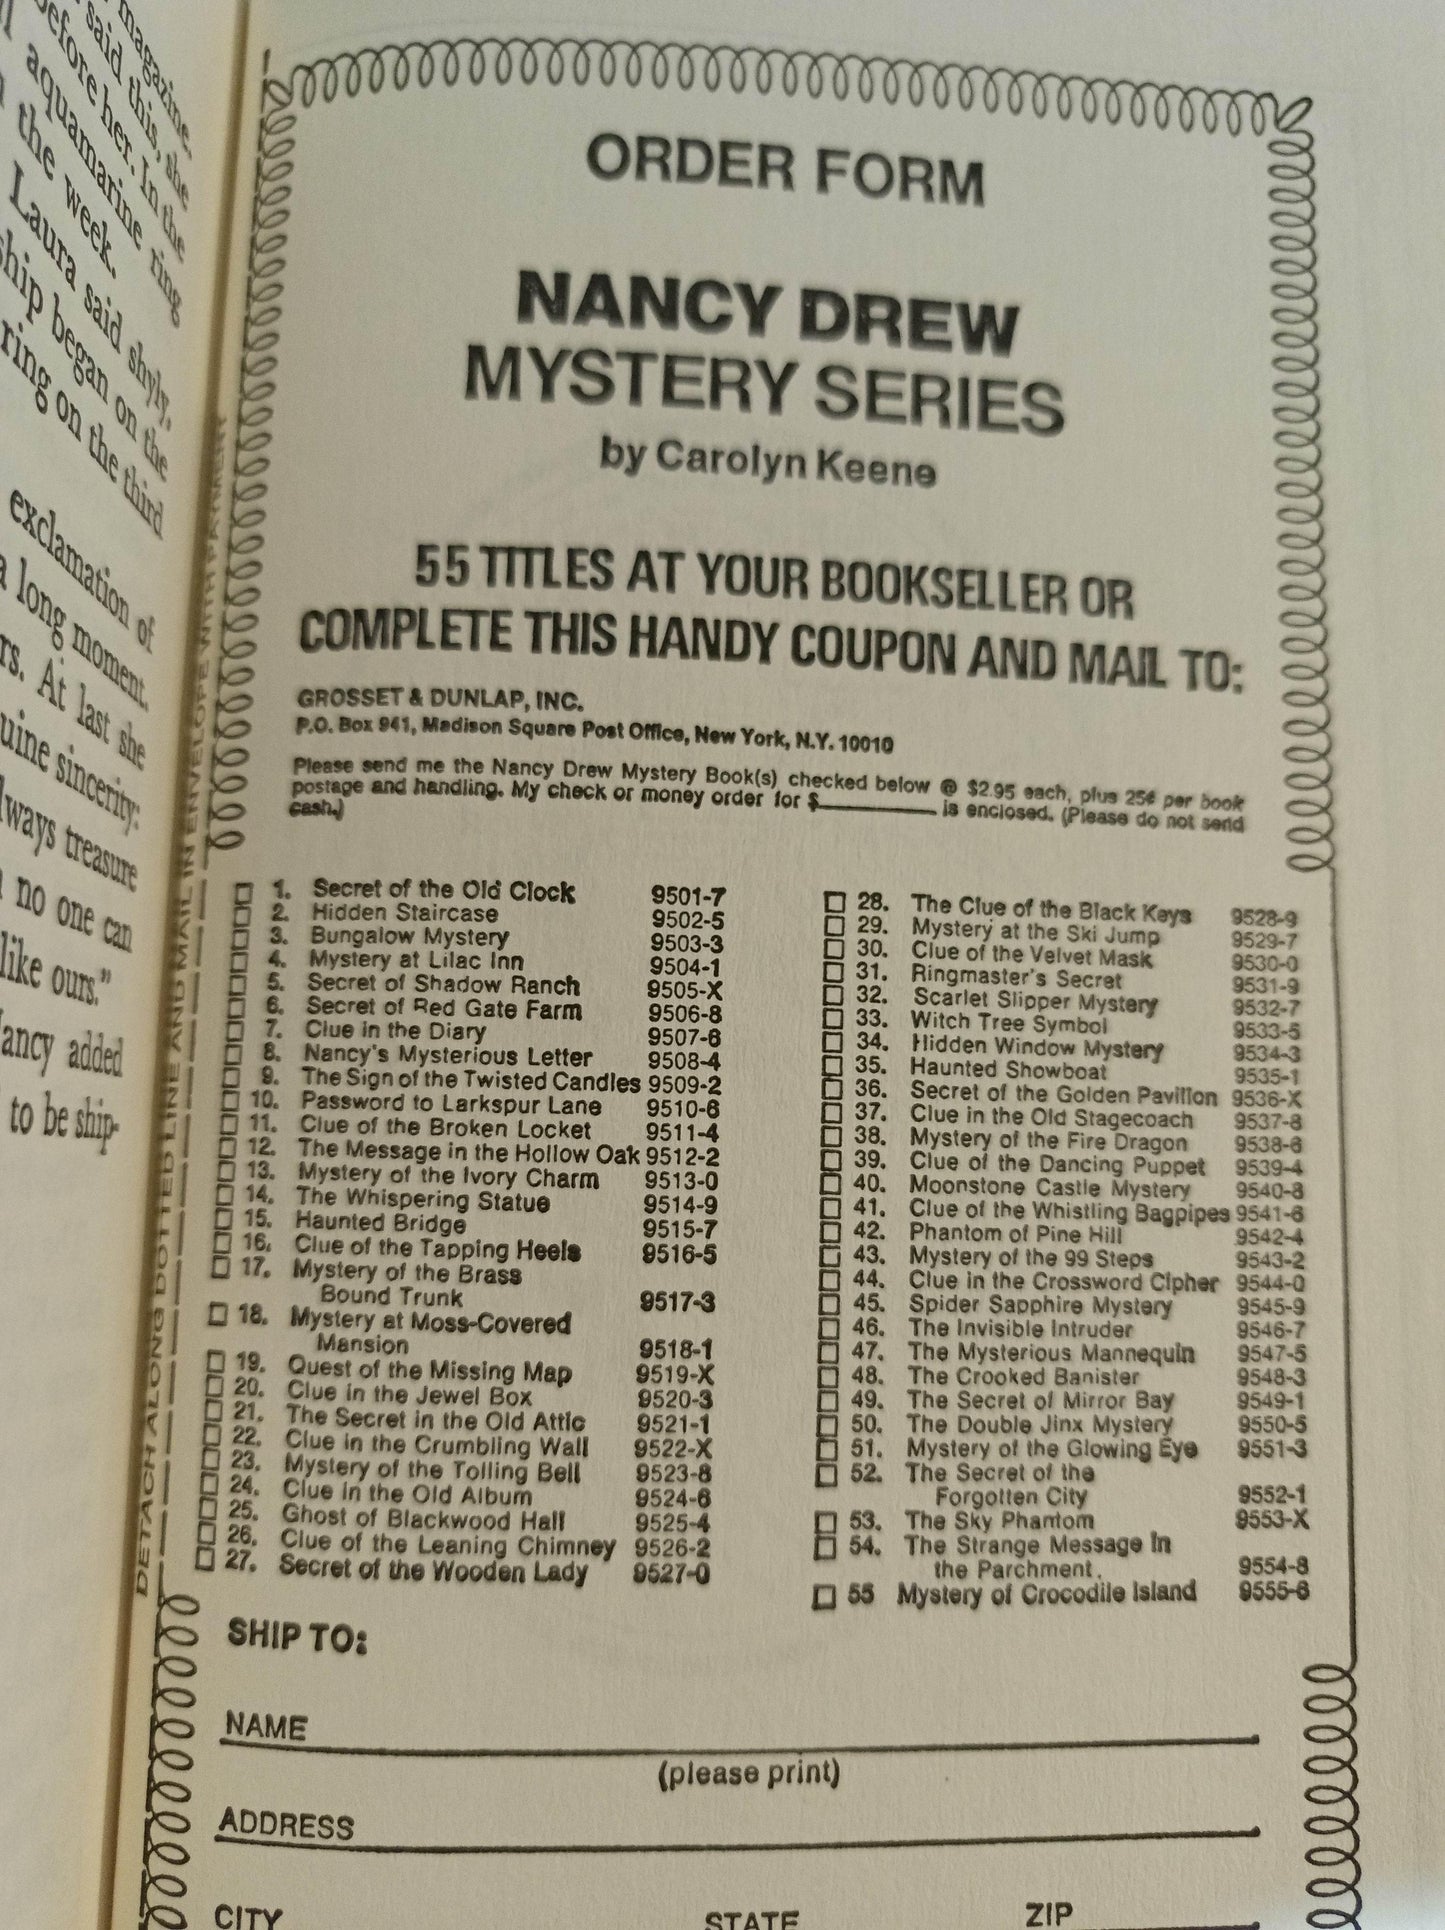 magazine.
said this, she
before her. In the
aquamarine ring
the week.
Laura said shyly,
ship began on the
ring on the third
exclamation of
a long moment.
rs. At last she
uine sincerity:
lways treasure
no one can
like ours."
Nancy added
to be ship-
DETACH ALONG DOTTED LINE AND MAIL IN ENVELOPE WITH PAYMENT
ORDER FORM
NANCY DREW
MYSTERY SERIES
by Carolyn Keene
55 TITLES AT YOUR BOOKSELLER OR
COMPLETE THIS HANDY COUPON AND MAIL TO:
GROSSET & DUNLAP, INC.
P.O. Box 941, Madison Square Post Office, New York, N.Y. 10010
Please send me the Nancy Drew Mystery Book(s) checked below @ $2.95 each, plus 25¢ per book
postage and handling. My check or money order for $________ is enclosed. (Please do not send
cash.)
1. Secret of the Old Clock 9501-7
2. Hidden Staircase 9502-5
3. Bungalow Mystery 9503-3
4. Mystery at Lilac Inn 9504-1
5. Secret of Shadow Ranch 9505-X
6. Secret of Red Gate Farm 9506-8
7. Clue in the Diary 9507-6
8. Nancy's Mysterious Letter 9508-4
9. The Sign of the Twisted Candles 9509-2
10. Password to Larkspur Lane 9510-6
11. Clue of the Broken Locket 9511-4
12. The Message in the Hollow Oak 9512-2
13. Mystery of the Ivory Charm 9513-0
14. The Whispering Statue 9514-9
15. Haunted Bridge 9515-7
16. Clue of the Tapping Heels 9516-5
17. Mystery of the Brass
Bound Trunk 9517-3
18. Mystery at Moss-Covered
Mansion 9518-1
19. Quest of the Missing Map 9519-X
20. Clue in the Jewel Box 9520-3
21. The Secret in the Old Attic 9521-1
22. Clue in the Crumbling Wall 9522-X
23. Mystery of the Tolling Bell 9523-8
24. Clue in the Old Album 9524-6
25. Ghost of Blackwood Hall 9525-4
26. Clue of the Leaning Chimney 9526-2
27. Secret of the Wooden Lady 9527-0
28. The Clue of the Black Keys 9528-9
29. Mystery at the Ski Jump 9529-7
30. Clue of the Velvet Mask 9530-0
31. Ringmaster's Secret 9531-9
32. Scarlet Slipper Mystery 9532-7
33. Witch Tree Symbol 9533-5
34. Hidden Window Mystery 9534-3
35. Haunted Showboat 9535-1
36. Secret of the Golden Pavilion 9536-X
37. Clue in the Old Stagecoach 9537-8
38. Mystery of the Fire Dragon 9538-6
39. Clue of the Dancing Puppet 9539-4
40. Moonstone Castle Mystery 9540-8
41. Clue of the Whistling Bagpipes 9541-6
42. Phantom of Pine Hill 9542-4
43. Mystery of the 99 Steps 9543-2
44. Clue in the Crossword Cipher 9544-0
45. Spider Sapphire Mystery 9545-9
46. The Invisible Intruder 9546-7
47. The Mysterious Mannequin 9547-5
48. The Crooked Banister 9548-3
49. The Secret of Mirror Bay 9549-1
50. The Double Jinx Mystery 9550-5
51. Mystery of the Glowing Eye 9551-3
52. The Secret of the
Forgotten City 9552-1
53. The Sky Phantom 9553-X
54. The Strange Message in
the Parchment. 9554-8
55 Mystery of Crocodile Island 9555-6
SHIP TO:
NAME
(please print)
ADDRESS
CITY STATE ZIP